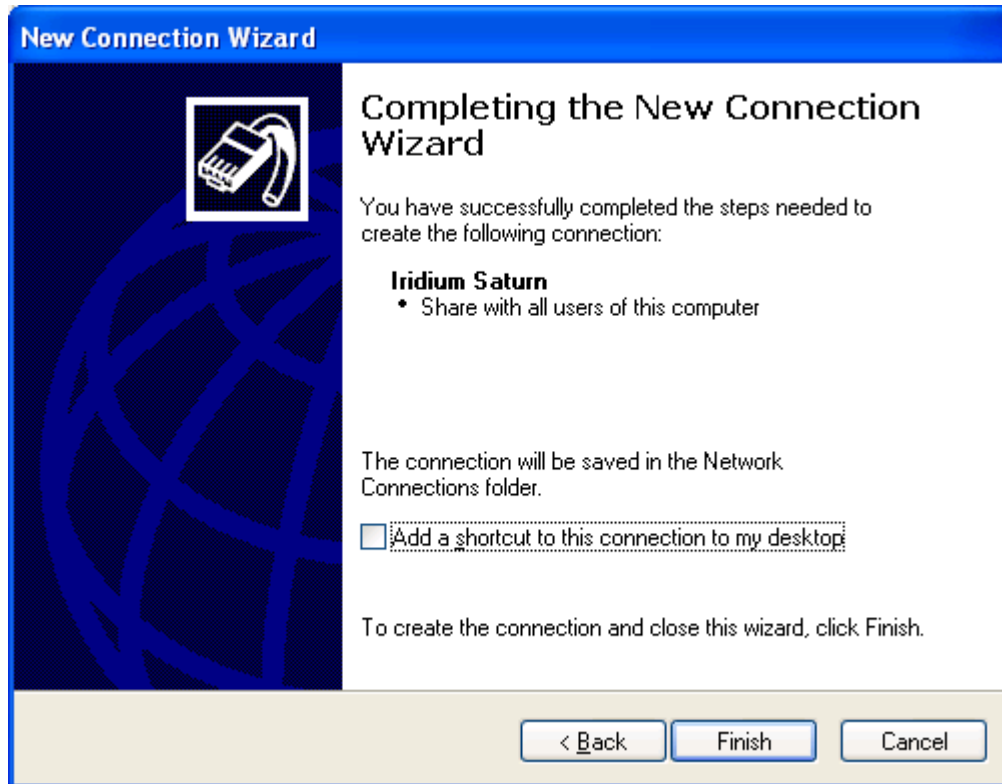 New Connection Wizard
Completing the New Connection
Wizard
You have successfully completed the steps needed to
create the following connection:
Iridium Saturn
• Share with all users of this computer
The connection will be saved in the Network
Connections folder.
Add a shortcut to this connection to my desktop
To create the connection and close this wizard, click Finish.
< Back
Finish
Cancel